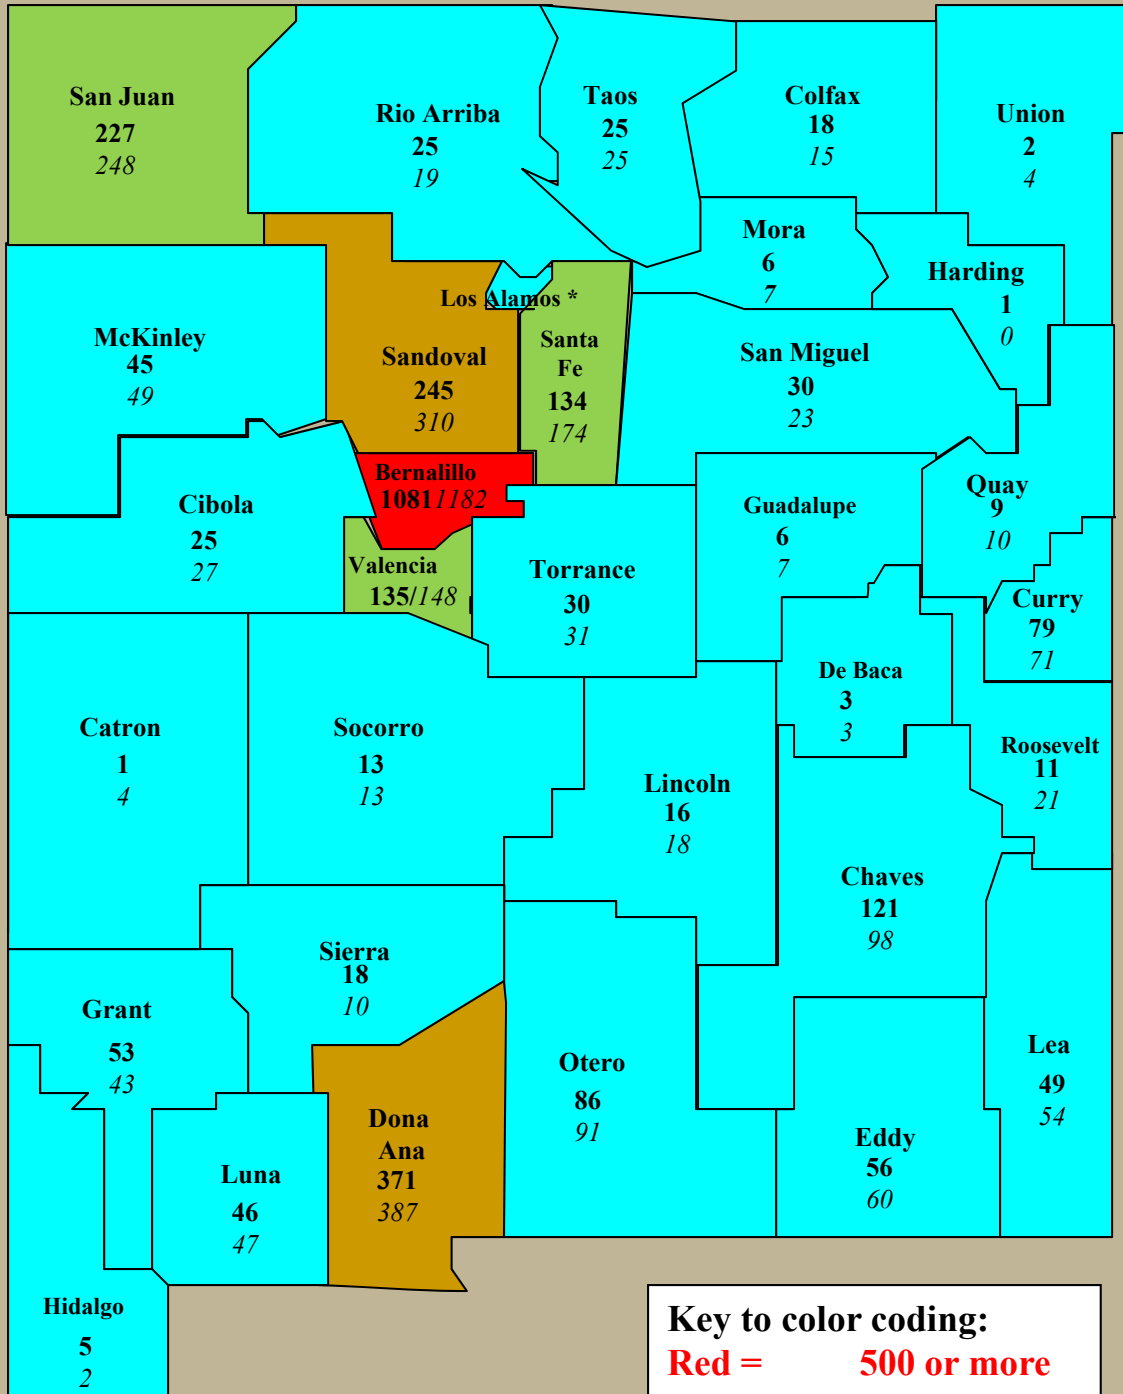 San Juan
227
248
Rio Arriba
25
19
Taos
25
25
Colfax
18
15
Union
2
4
Mora
6
7
Harding
1
0
Los Alamos *
McKinley
45
49
Sandoval
245
310
Santa
Fe
134
174
San Miguel
30
23
Bernalillo
1081/1182
Cibola
25
27
Valencia
135/148
Torrance
30
31
Guadalupe
6
7
Quay
9
10
Curry
79
71
De Baca
3
3
Roosevelt
11
21
Catron
1
4
Socorro
13
13
Lincoln
16
18
Chaves
121
98
Sierra
18
10
Grant
53
43
Otero
86
91
Lea
49
54
Dona
Ana
371
387
Eddy
56
60
Luna
46
47
Hidalgo
5
2
Key to color coding:
Red = 500 or more